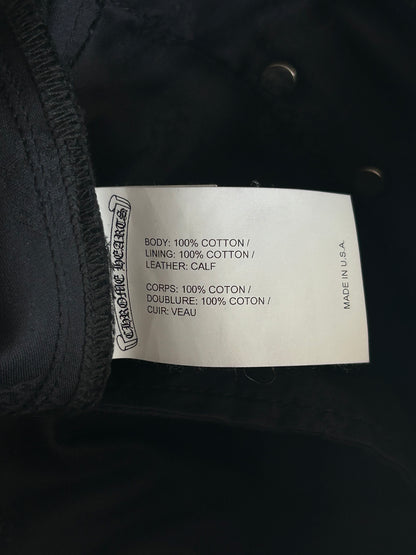 CHROME HEARTS
BODY: 100% COTTON /
LINING: 100% COTTON /
LEATHER: CALF
CORPS: 100% COTON /
DOUBLURE: 100% COTON /
CUIR: VEAU
MADE IN U.S.A.